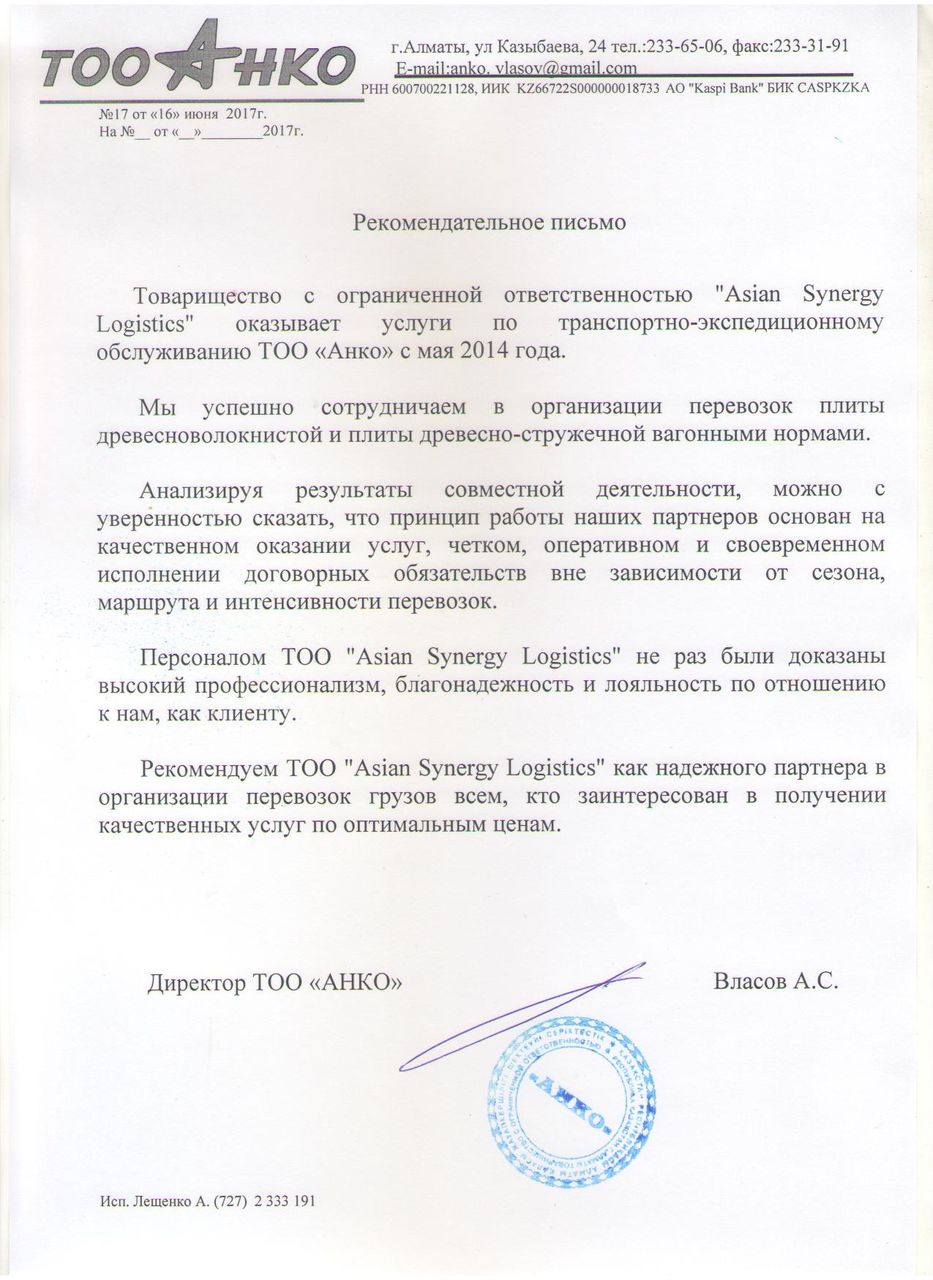 ТОО АНКО
г.Алматы, ул Казыбаева, 24 тел.:233-65-06, факс:233-31-91
E-mail:anko. vlasov@gmail.com
РНН 600700221128, ИИК KZ66722S000000018733 АО "Kaspi Bank" БИК CASPKZKA
№17 от «16» июня 2017г.
На №__ от «__»________2017г.
Рекомендательное письмо
Товарищество с ограниченной ответственностью "Asian Synergy
Logistics" оказывает услуги по транспортно-экспедиционному
обслуживанию ТОО «Анко» с мая 2014 года.
Мы успешно сотрудничаем в организации перевозок плиты
древесноволокнистой и плиты древесно-стружечной вагонными нормами.
Анализируя результаты совместной деятельности, можно с
уверенностью сказать, что принцип работы наших партнеров основан на
качественном оказании услуг, четком, оперативном и своевременном
исполнении договорных обязательств вне зависимости от сезона,
маршрута и интенсивности перевозок.
Персоналом ТОО "Asian Synergy Logistics" не раз были доказаны
высокий профессионализм, благонадежность и лояльность по отношению
к нам, как клиенту.
Рекомендуем ТОО "Asian Synergy Logistics" как надежного партнера в
организации перевозок грузов всем, кто заинтересован в получении
качественных услуг по оптимальным ценам.
Директор ТОО «АНКО»
Власов А.С.
«АНКО»
Исп. Лещенко А. (727) 2 333 191